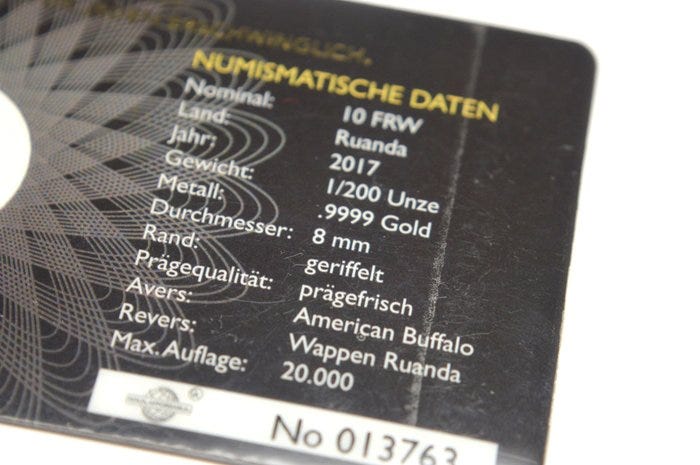 NUMISMATISCHE DATEN
Nominal: 10 FRW
Land: Ruanda
Jahr: 2017
Gewicht: 1/200 Unze
Metall: .9999 Gold
Durchmesser: 8 mm
Rand: geriffelt
Prägequalität: prägefrisch
Avers: American Buffalo
Revers: Wappen Ruanda
Max. Auflage: 20.000
No 013763